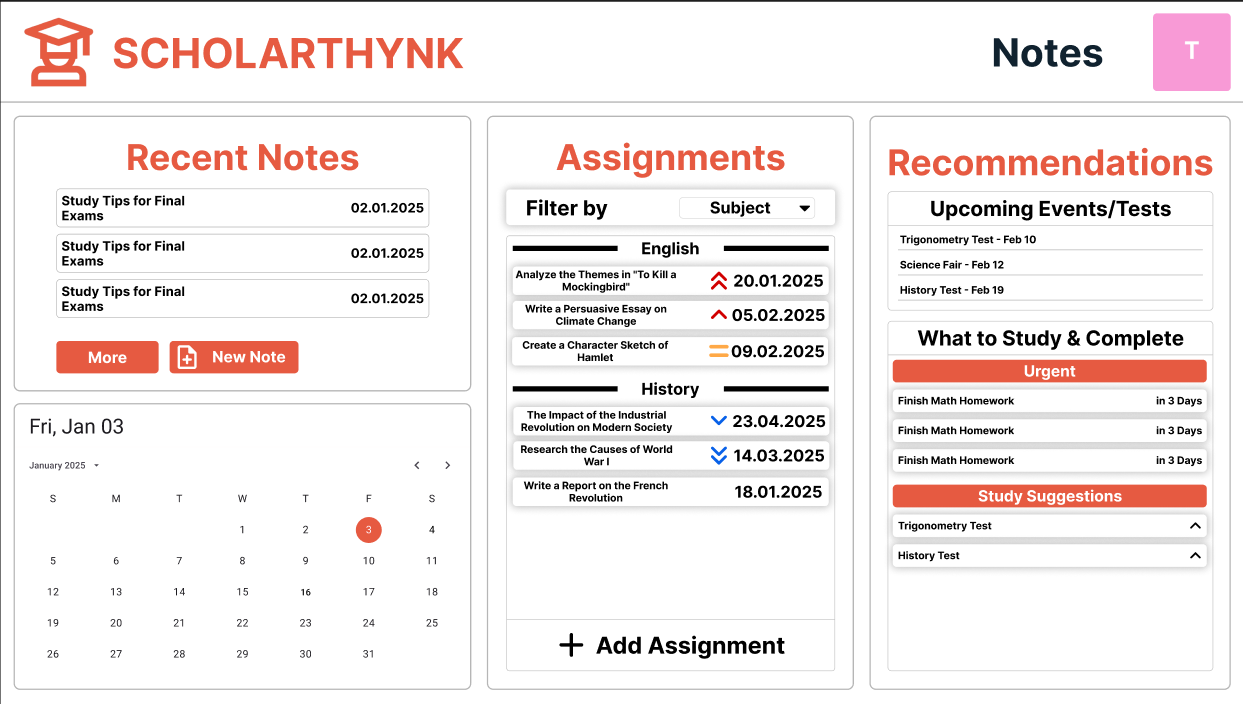 SCHOLARTHYNK
Notes
T
Recent Notes
Study Tips for Final
Exams
02.01.2025
Study Tips for Final
Exams
02.01.2025
Study Tips for Final
Exams
02.01.2025
More
New Note
Fri, Jan 03
January 2025
S M T W T F S
1 2 3 4
5 6 7 8 9 10 11
12 13 14 15 16 17 18
19 20 21 22 23 24 25
26 27 28 29 30 31
Assignments
Filter by
Subject
English
Analyze the Themes in "To Kill a
Mockingbird"
20.01.2025
Write a Persuasive Essay on
Climate Change
05.02.2025
Create a Character Sketch of
Hamlet
09.02.2025
History
The Impact of the Industrial
Revolution on Modern Society
23.04.2025
Research the Causes of World
War I
14.03.2025
Write a Report on the French
Revolution
18.01.2025
Add Assignment
Recommendations
Upcoming Events/Tests
Trigonometry Test - Feb 10
Science Fair - Feb 12
History Test - Feb 19
What to Study & Complete
Urgent
Finish Math Homework in 3 Days
Finish Math Homework in 3 Days
Finish Math Homework in 3 Days
Study Suggestions
Trigonometry Test
History Test